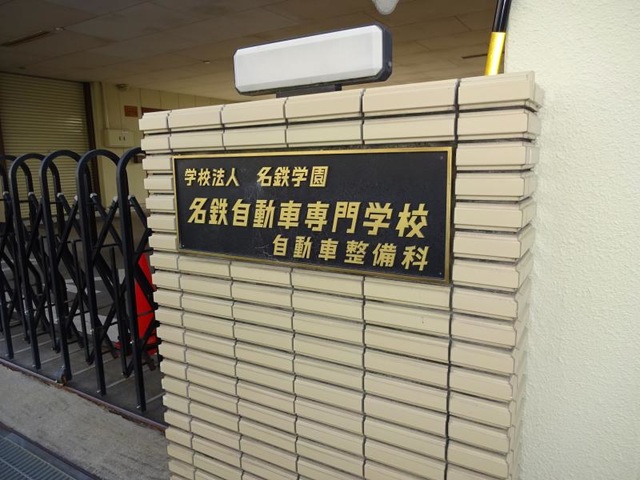 学校法人　名鉄学園
名鉄自動車専門学校
自動車整備科